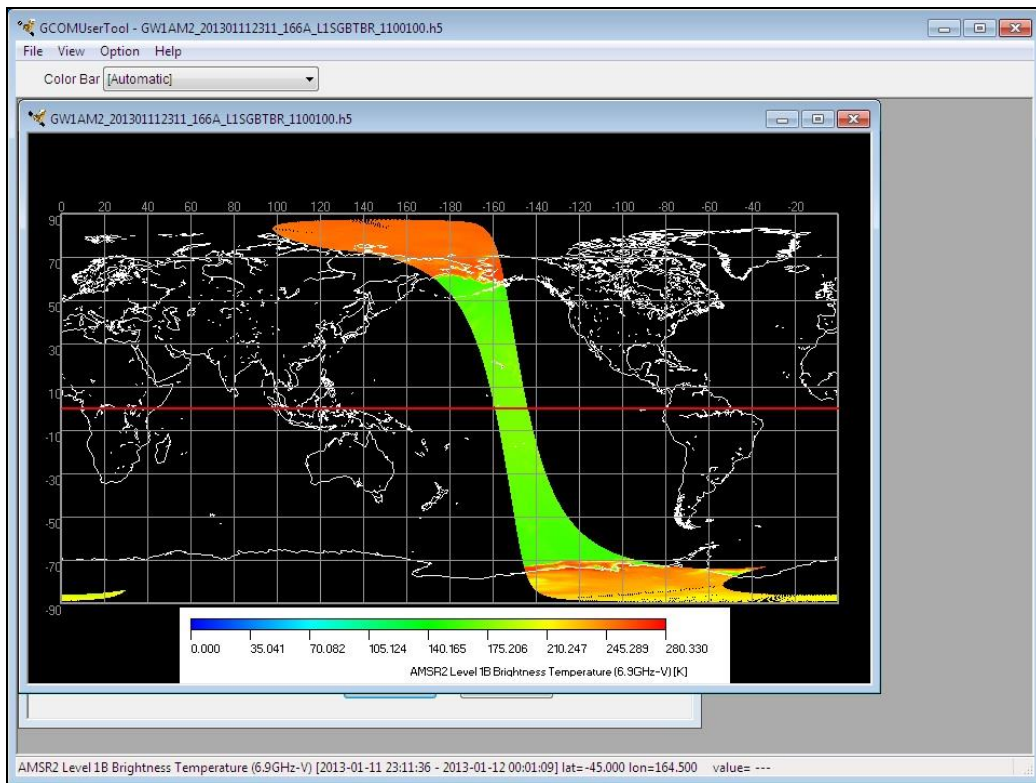 GCOMUserTool - GW1AM2_201301112311_166A_L1SGBTBR_1100100.h5
File View Option Help
Color Bar [Automatic]
GW1AM2_201301112311_166A_L1SGBTBR_1100100.h5
0 20 40 60 80 100 120 140 160 -180 -160 -140 -120 -100 -80 -60 -40 -20
90
70
50
30
10
-10
-30
-50
-70
-90
0.000 35.041 70.082 105.124 140.165 175.206 210.247 245.289 280.330
AMSR2 Level 1B Brightness Temperature (6.9GHz-V) [K]
AMSR2 Level 1B Brightness Temperature (6.9GHz-V) [2013-01-11 23:11:36 - 2013-01-12 00:01:09] lat=-45.000 lon=164.500 value= ---